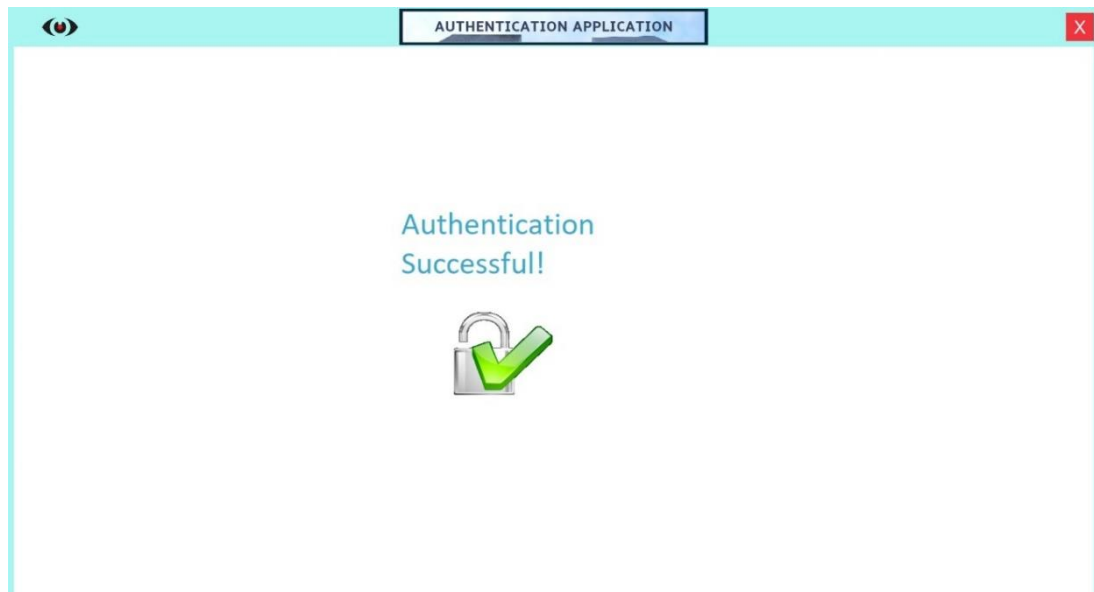 AUTHENTICATION APPLICATION
X
Authentication
Successful!